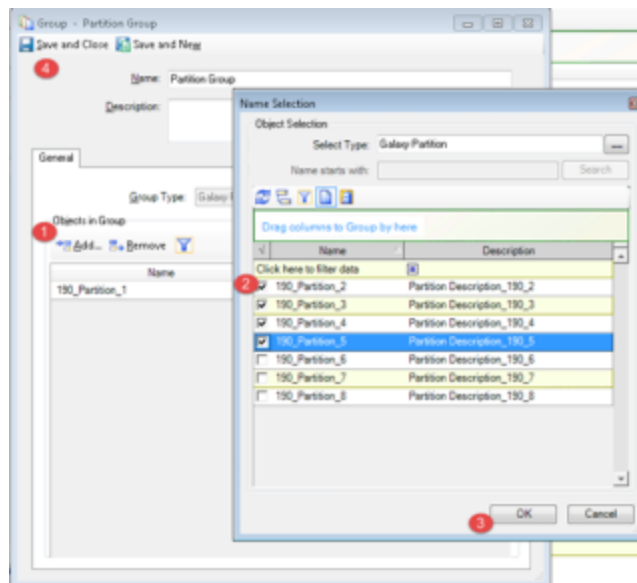 Group - Partition Group
Save and Close Save and New
4
Name: Partition Group
Description:
General
Group Type: Galaxy
Objects in Group
1
Add... Remove
Name
190_Partition_1
Name Selection
Object Selection
Select Type: Galaxy Partition ...
Name starts with: Search
Drag columns to Group by here
Name Description
Click here to filter data
2
190_Partition_2 Partition Description_190_2
190_Partition_3 Partition Description_190_3
190_Partition_4 Partition Description_190_4
190_Partition_5 Partition Description_190_5
190_Partition_6 Partition Description_190_6
190_Partition_7 Partition Description_190_7
190_Partition_8 Partition Description_190_8
3
OK Cancel